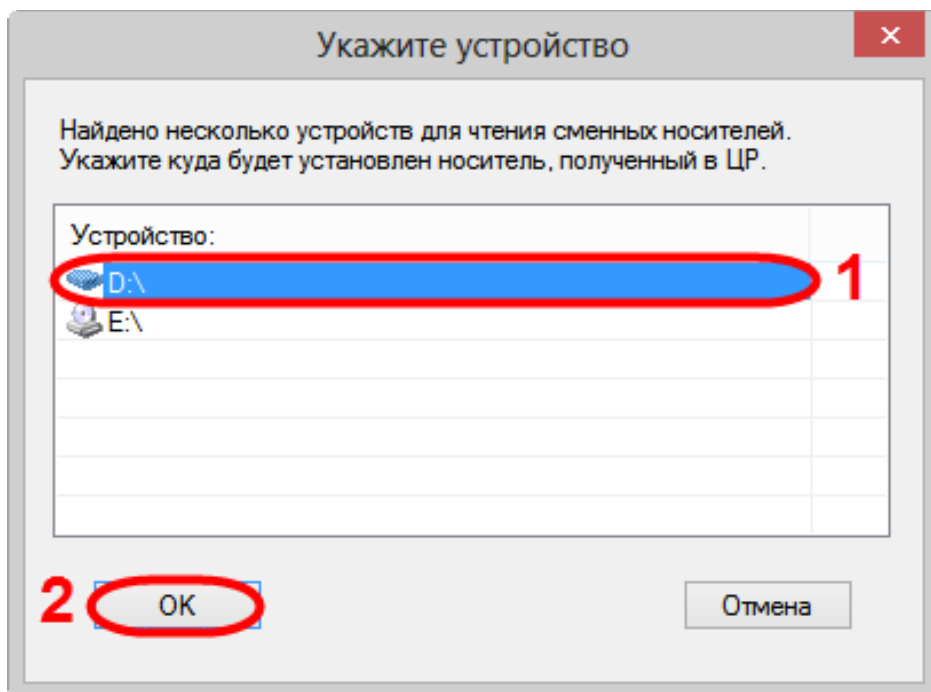 Укажите устройство
Найдено несколько устройств для чтения сменных носителей.
Укажите куда будет установлен носитель, полученный в ЦР.
Устройство:
D:\ 1
E:\
2 OK Отмена